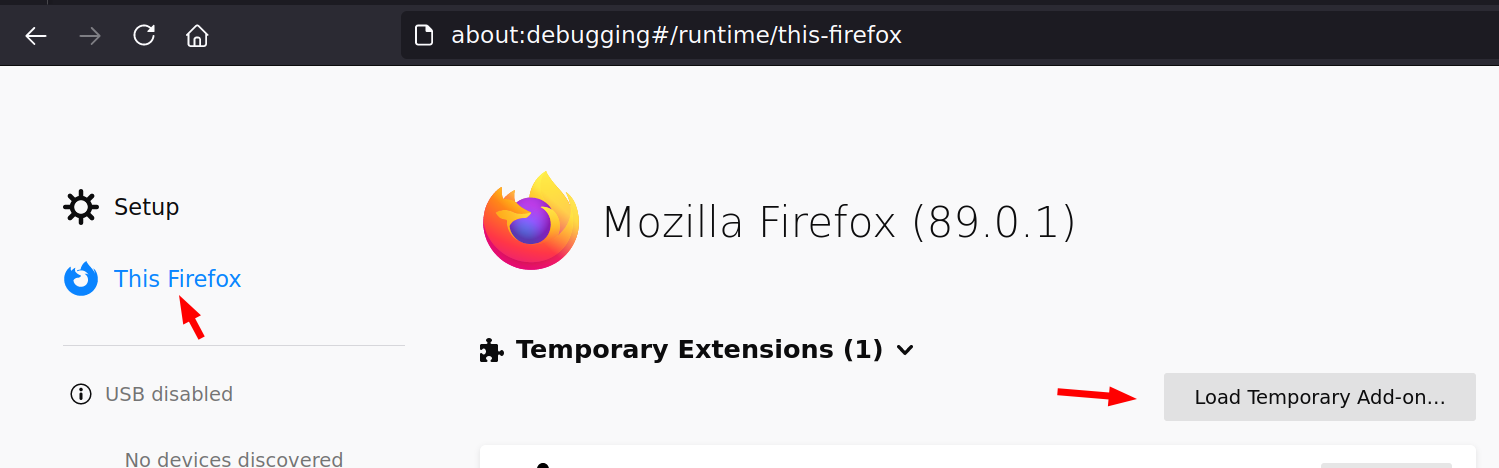 about:debugging#/runtime/this-firefox
Setup
This Firefox
USB disabled
No devices discovered
Mozilla Firefox (89.0.1)
Temporary Extensions (1)
Load Temporary Add-on...